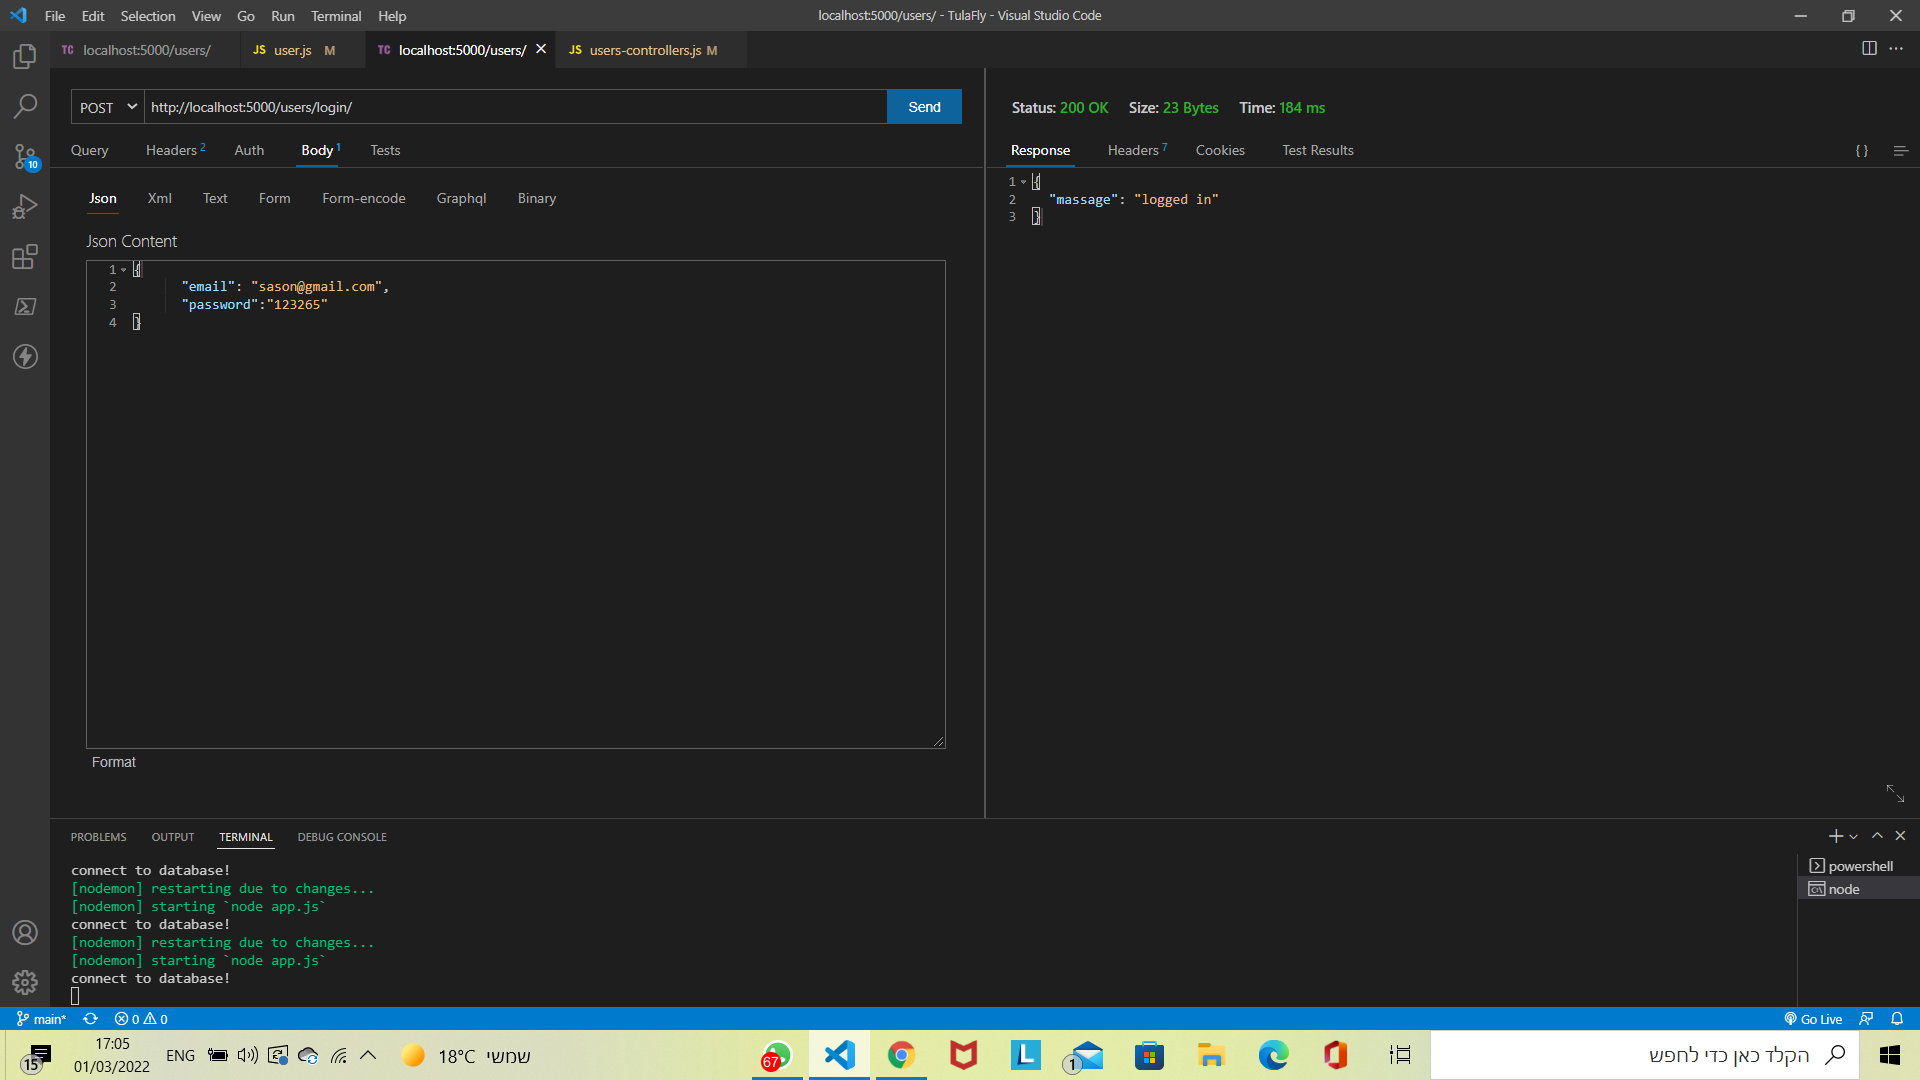 File Edit Selection View Go Run Terminal Help
localhost:5000/users/ - TulaFly - Visual Studio Code
TC localhost:5000/users/
JS user.js M
TC localhost:5000/users/
JS users-controllers.js M
POST http://localhost:5000/users/login/ Send
Query Headers 2 Auth Body 1 Tests
Json Xml Text Form Form-encode Graphql Binary
Json Content
1 {
2 "email": "sason@gmail.com",
3 "password":"123265"
4 }
Format
Status: 200 OK Size: 23 Bytes Time: 184 ms
Response Headers 7 Cookies Test Results { }
1 {
2 "massage": "logged in"
3 }
10
PROBLEMS OUTPUT TERMINAL DEBUG CONSOLE
connect to database!
[nodemon] restarting due to changes...
[nodemon] starting `node app.js`
connect to database!
[nodemon] restarting due to changes...
[nodemon] starting `node app.js`
connect to database!
powershell
node
main* 0 0
Go Live
15
17:05
01/03/2022
ENG
18°C שמשי
67
L
1
הקלד כאן כדי לחפש